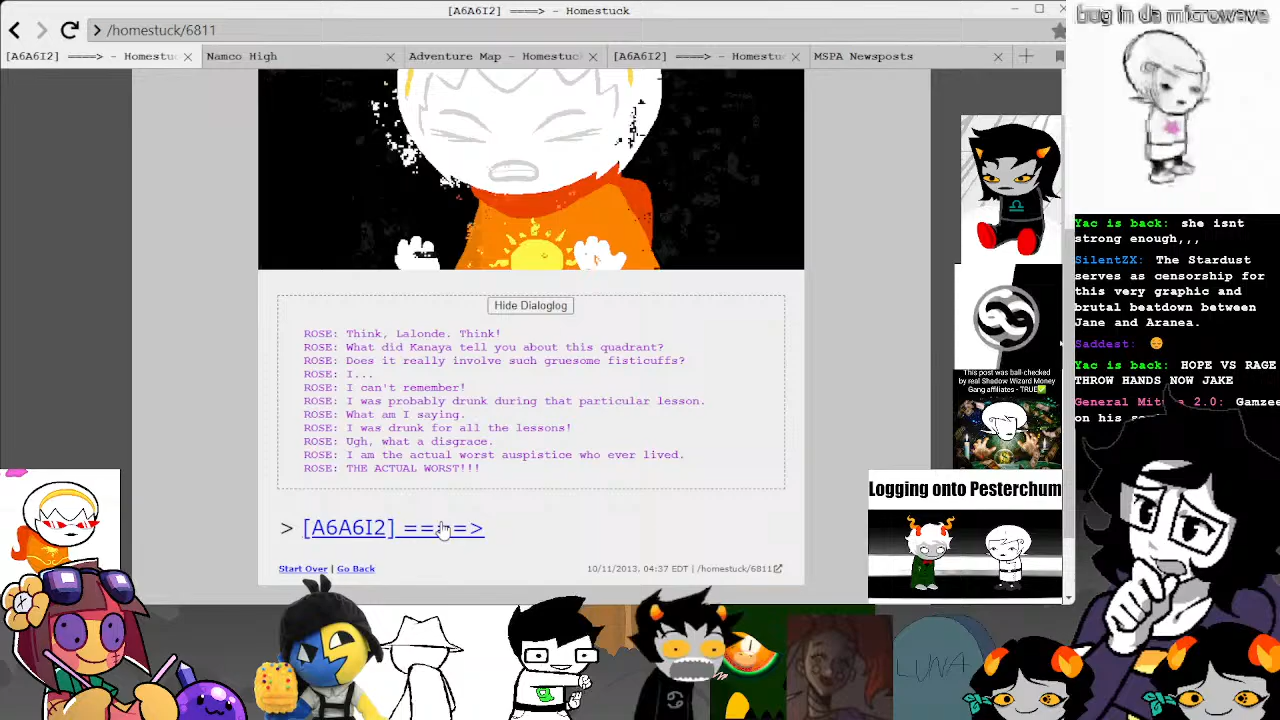 [A6A6I2] ====> - Homestuck
/homestuck/6811
[A6A6I2] ====> - Homestu
Namco High
Adventure Map - Homestuck
[A6A6I2] ====> - Homestu
MSPA Newsposts
Hide Dialoglog
ROSE: Think, Lalonde. Think!
ROSE: What did Kanaya tell you about this quadrant?
ROSE: Does it really involve such gruesome fisticuffs?
ROSE: I...
ROSE: I can't remember!
ROSE: I was probably drunk during that particular lesson.
ROSE: What am I saying.
ROSE: I was drunk for all the lessons!
ROSE: Ugh, what a disgrace.
ROSE: I am the actual worst auspistice who ever lived.
ROSE: THE ACTUAL WORST!!!
> [A6A6I2] ====>
Start Over | Go Back
10/11/2013, 04:37 EDT | /homestuck/6811
bug in da microwave
Yac is back: she isnt
strong enough,,,
SilentZX: The Stardust
serves as censorship for
this very graphic and
brutal beatdown between
Jane and Aranea.
Saddest:
Yac is back: HOPE VS RAGE
THROW HANDS NOW JAKE
General Mit 2.0: Gamzee
on his
This post was ball-checked
by real Shadow Wizard Money
Gang affiliates - TRUE
Logging onto Pesterchum
LUNA